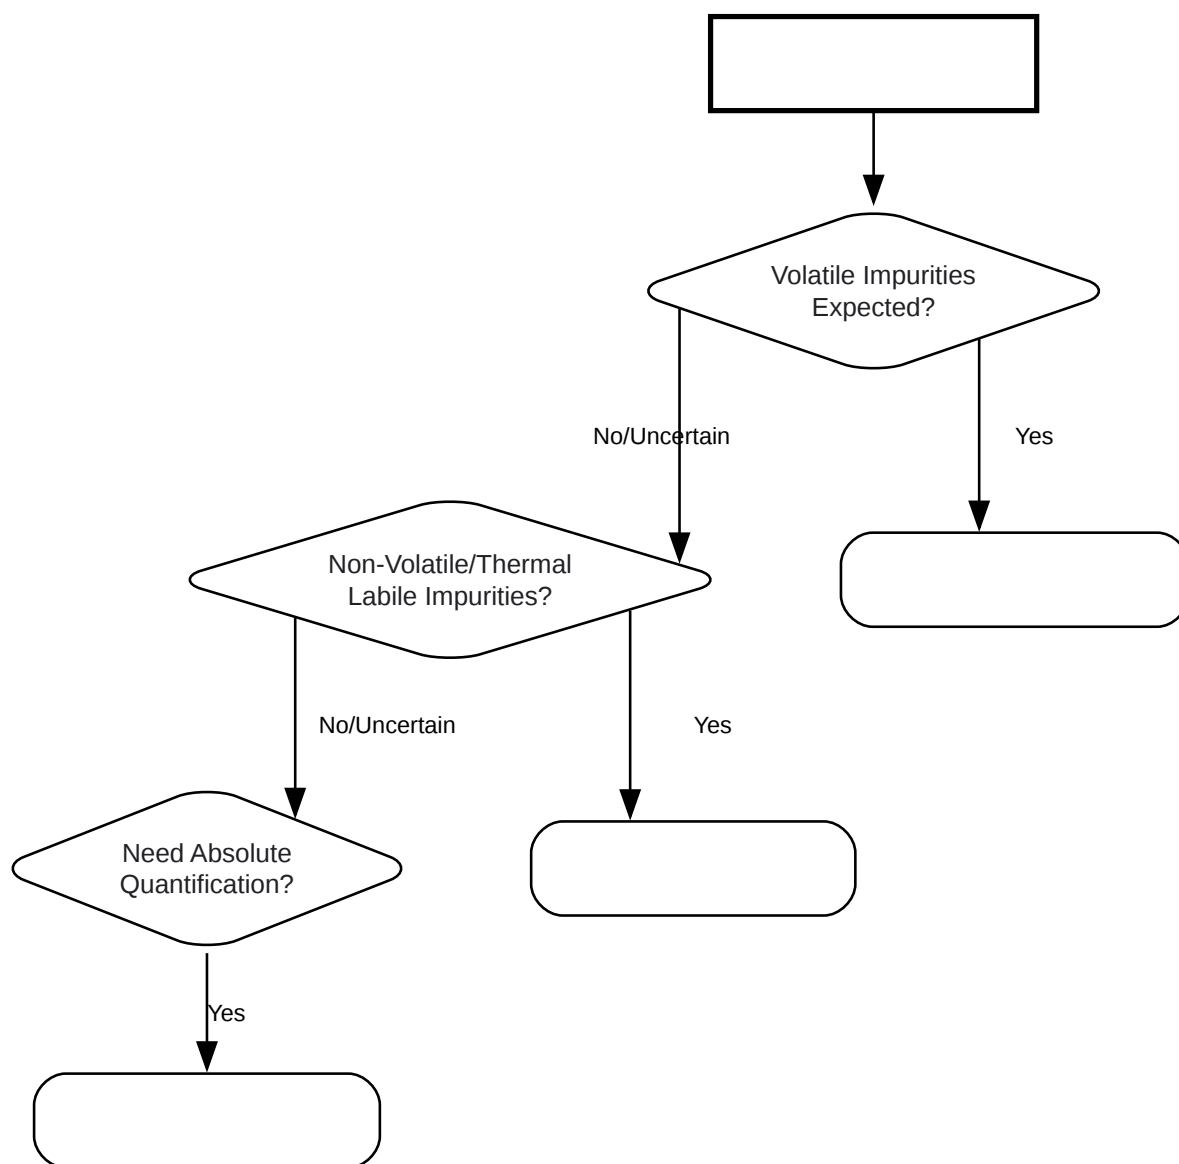 Volatile Impurities
Expected?
No/Uncertain
Yes
Non-Volatile/Thermal
Labile Impurities?
No/Uncertain
Yes
Need Absolute
Quantification?
Yes